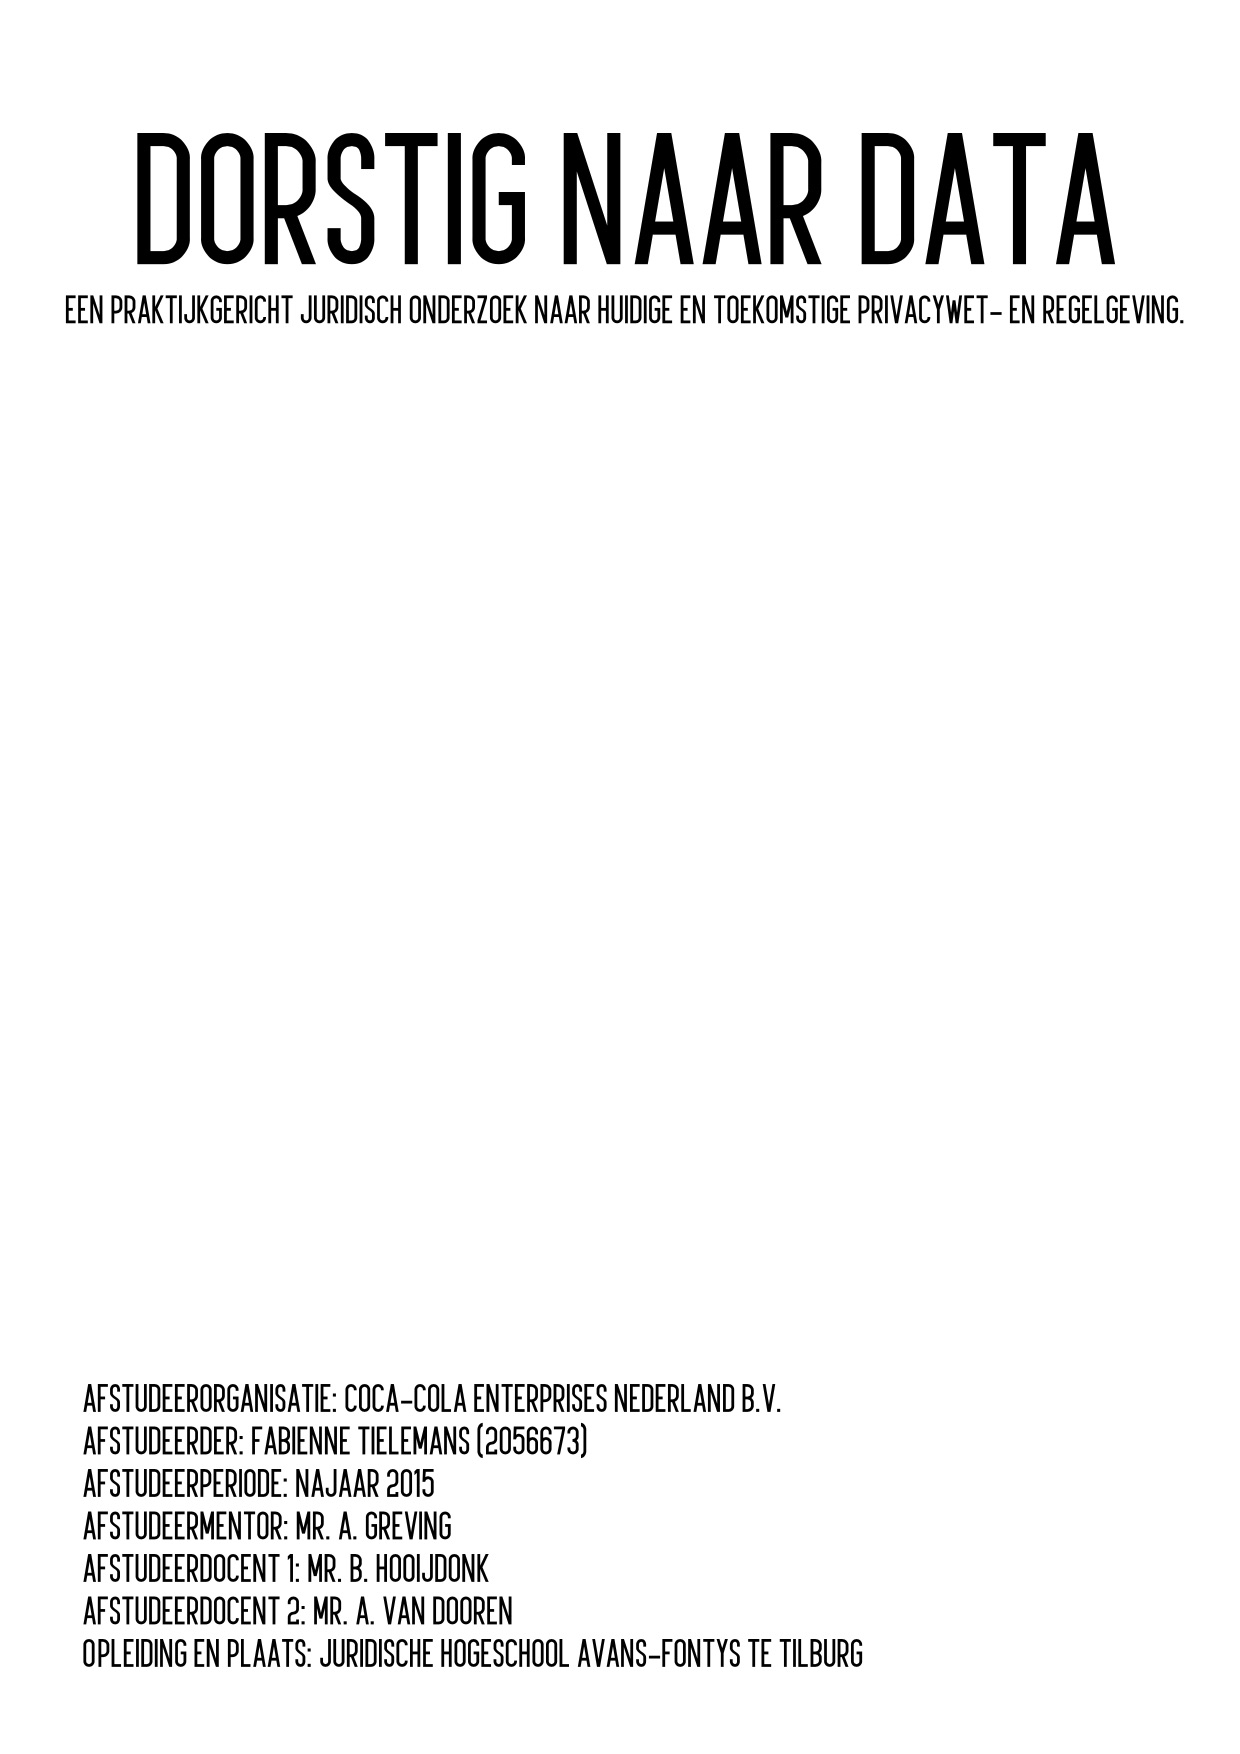 DORSTIG NAAR DATA
EEN PRAKTIJKGERICHT JURIDISCH ONDERZOEK NAAR HUIDIGE EN TOEKOMSTIGE PRIVACYWET- EN REGELGEVING.
AFSTUDEERORGANISATIE: COCA-COLA ENTERPRISES NEDERLAND B.V.
AFSTUDEERDER: FABIENNE TIELEMANS (2056673)
AFSTUDEERPERIODE: NAJAAR 2015
AFSTUDEERMENTOR: MR. A. GREVING
AFSTUDEERDOCENT 1: MR. B. HOOIJDONK
AFSTUDEERDOCENT 2: MR. A. VAN DOOREN
OPLEIDING EN PLAATS: JURIDISCHE HOGESCHOOL AVANS-FONTYS TE TILBURG